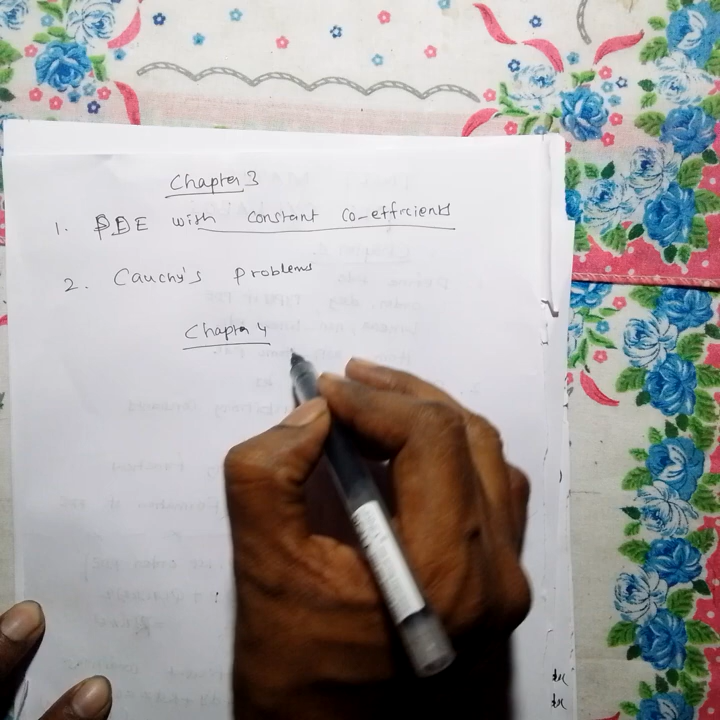 Chapter 3
1. PDE with constant Co-efficients
2. Cauchy's Problems
Chapter 4